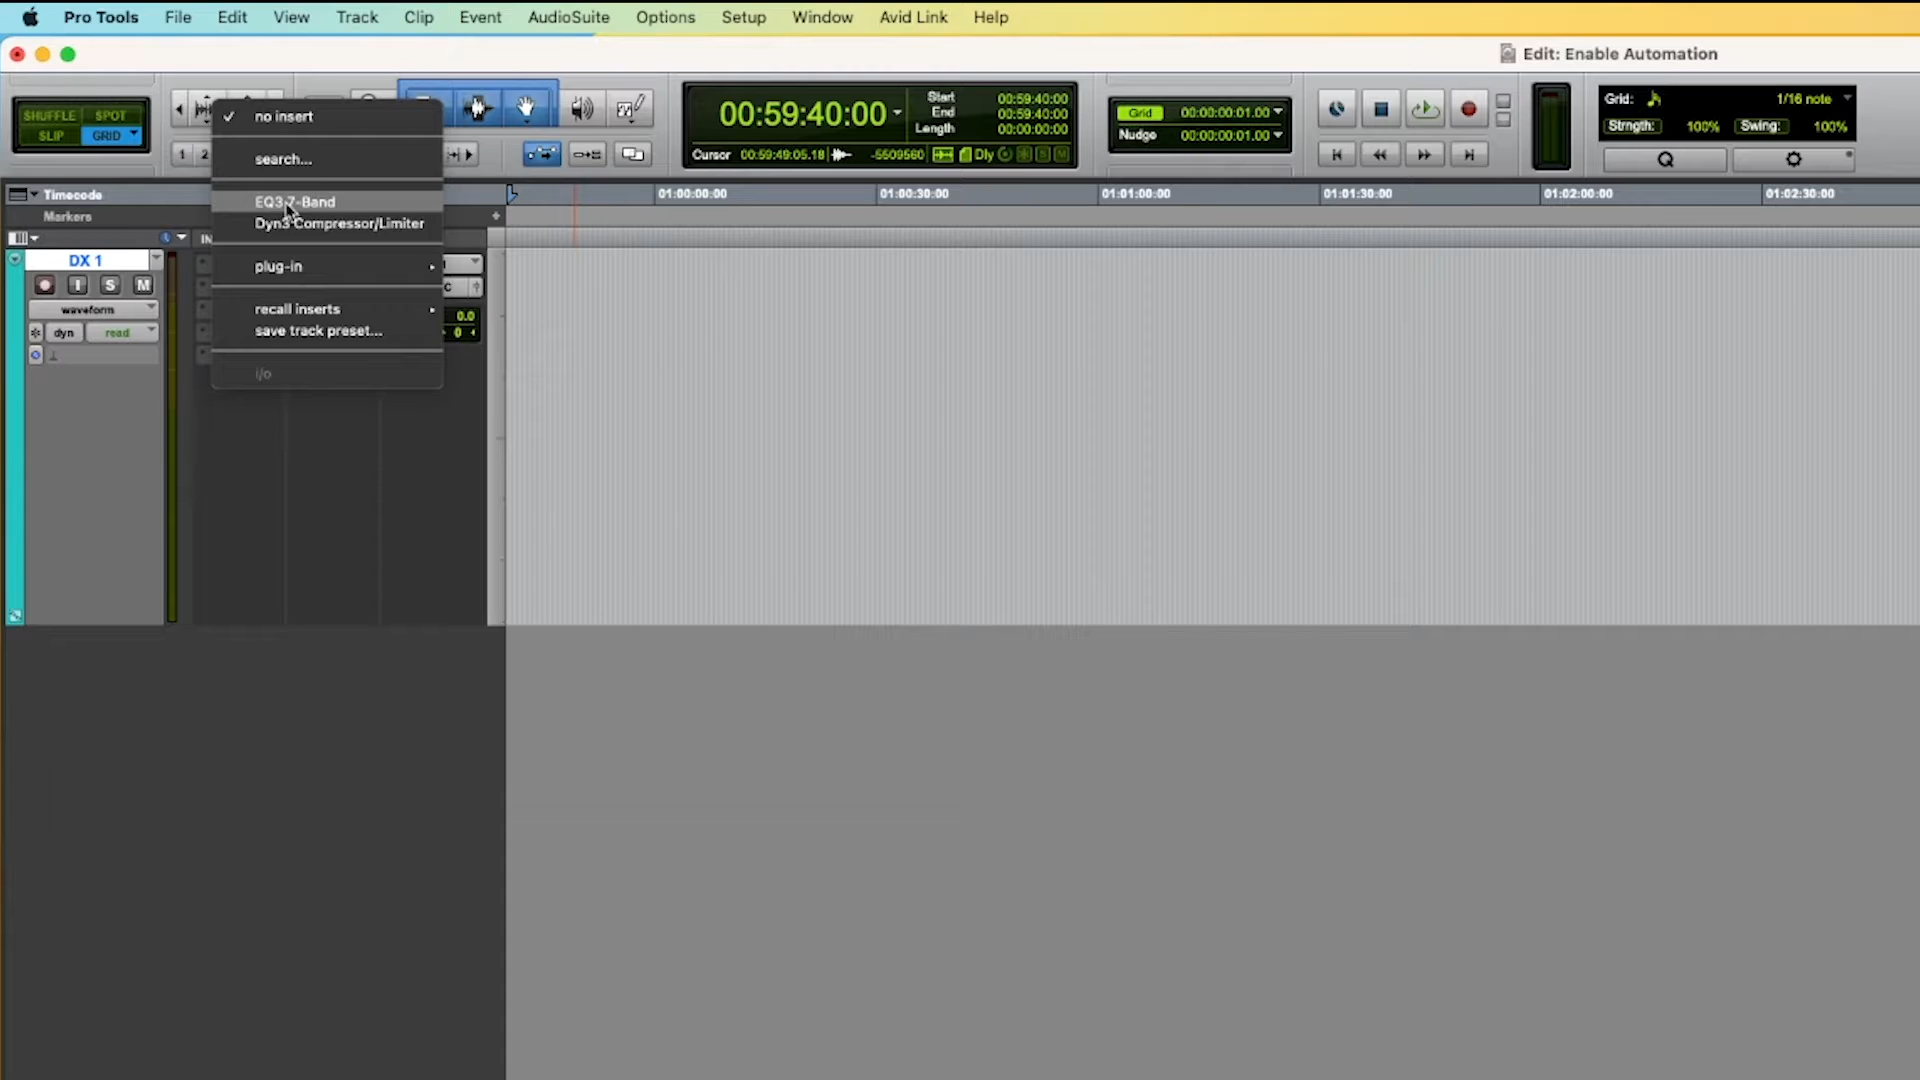 Pro Tools File Edit View Track Clip Event AudioSuite Options Setup Window Avid Link Help
Edit: Enable Automation
SHUFFLE SPOT
SLIP GRID
1 2
no insert
search...
EQ3 7-Band
Dyn3 Compressor/Limiter
plug-in
recall inserts
save track preset...
i/o
00:59:40:00
Start 00:59:40:00
End 00:59:40:00
Length 00:00:00:00
Cursor 00:59:49:05.18 -5509560 Dly S M
Grid 00:00:00:01.00
Nudge 00:00:00:01.00
Grid: 1/16 note
Strngth: 100% Swing: 100%
Q
Timecode
01:00:00:00 01:00:30:00 01:01:00:00 01:01:30:00 01:02:00:00 01:02:30:00
Markers
IN
DX 1
I S M
waveform
dyn read
C
0.0
0